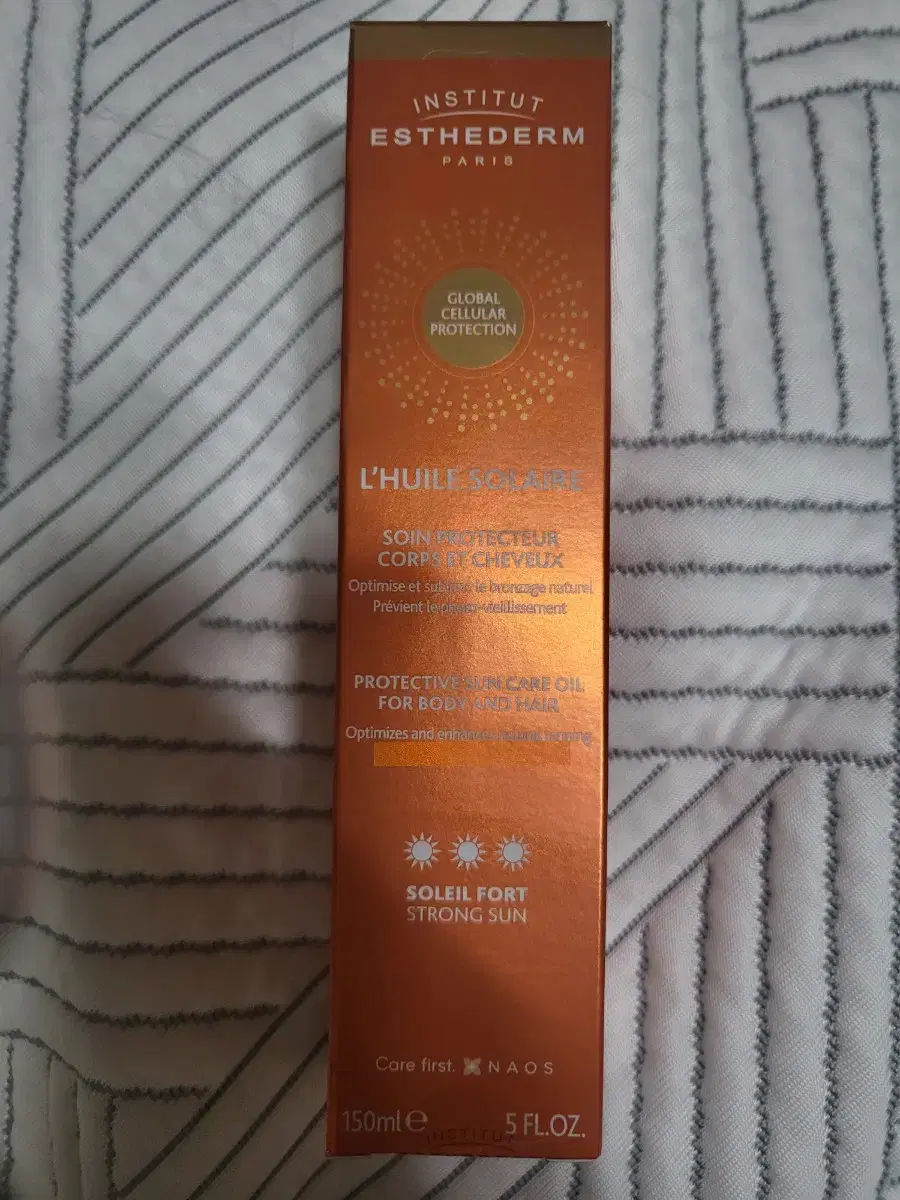 INSTITUT
ESTHEDERM
PARIS
GLOBAL
CELLULAR
PROTECTION
L'HUILE SOLAIRE
SOIN PROTECTEUR
CORPS ET CHEVEUX
Optimise et sublime le bronzage naturel
Prévient le photo-vieillissement
PROTECTIVE SUN CARE OIL
FOR BODY AND HAIR
Optimizes and enhances natural tanning
SOLEIL FORT
STRONG SUN
Care first. NAOS
150ml e 5 FL.OZ.
INSTITUT